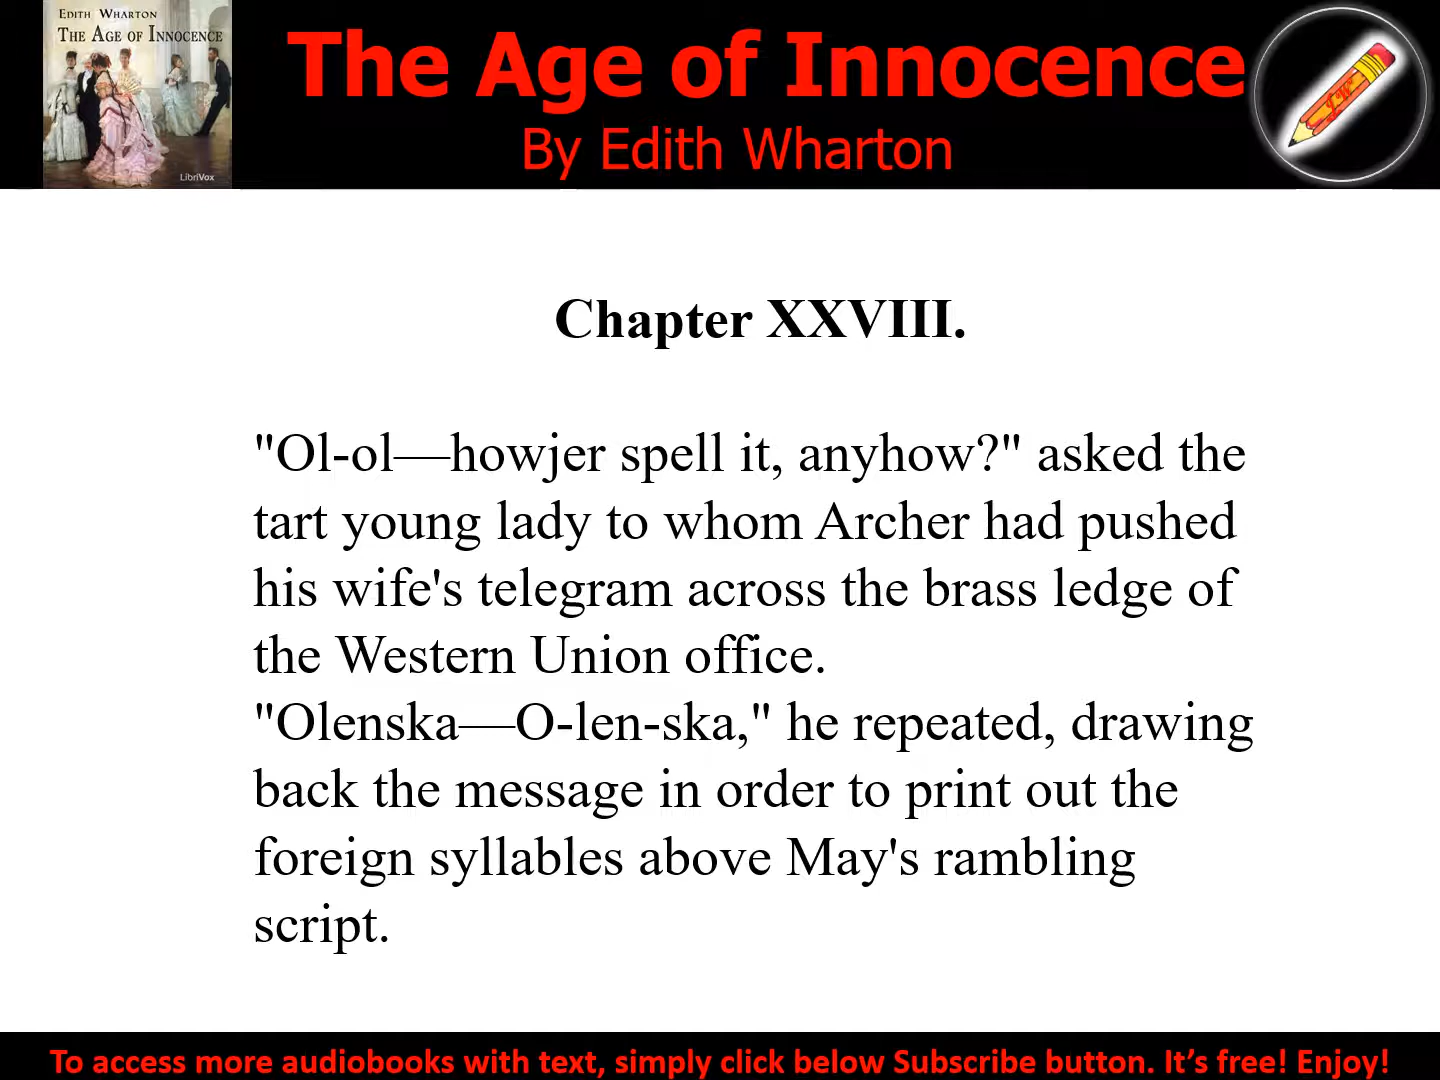 EDITH WHARTON
THE AGE OF INNOCENCE
LibriVox
The Age of Innocence
By Edith Wharton
Chapter XXVIII.
"Ol-ol—howjer spell it, anyhow?" asked the
tart young lady to whom Archer had pushed
his wife's telegram across the brass ledge of
the Western Union office.
"Olenska—O-len-ska," he repeated, drawing
back the message in order to print out the
foreign syllables above May's rambling
script.
To access more audiobooks with text, simply click below Subscribe button. It’s free! Enjoy!